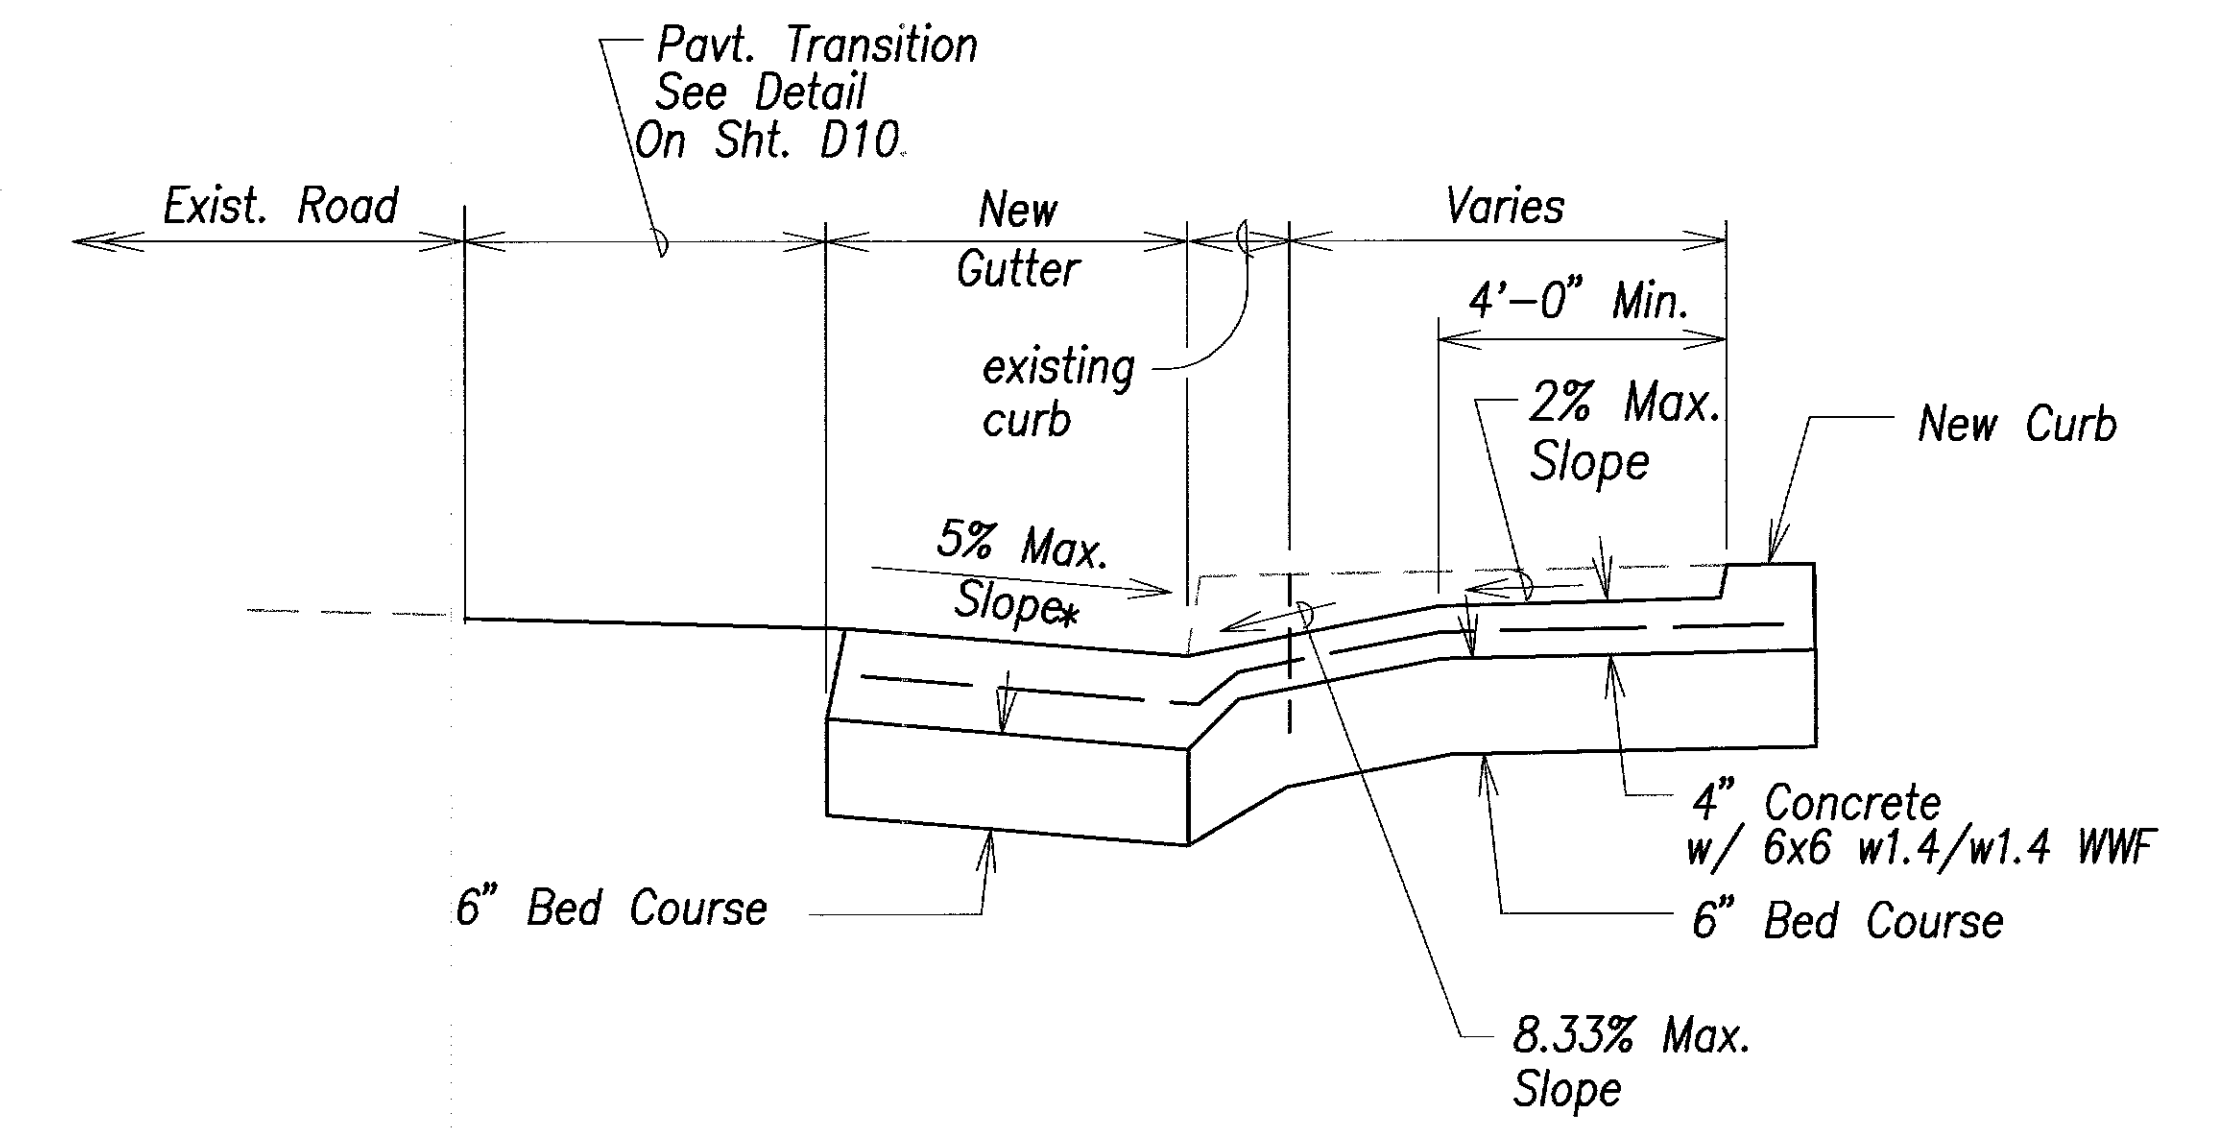 Pavt. Transition
See Detail
On Sht. D10
Exist. Road
New
Gutter
Varies
4'-0" Min.
existing
curb
2% Max.
Slope
New Curb
5% Max.
Slope*
4" Concrete
w/ 6x6 w1.4/w1.4 WWF
6" Bed Course
6" Bed Course
8.33% Max.
Slope